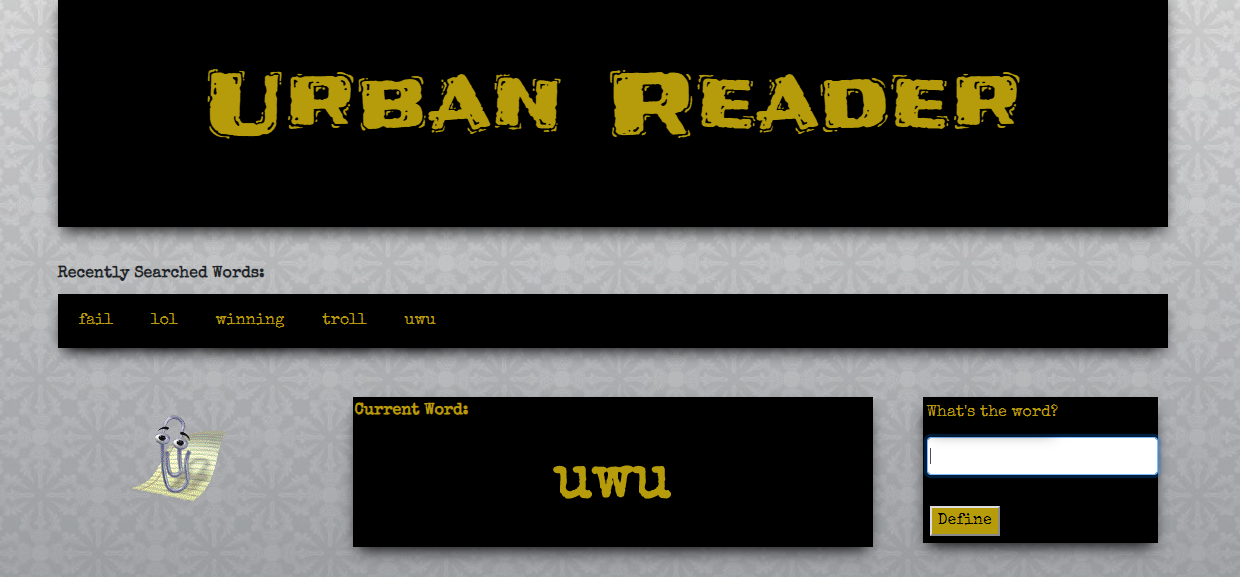 Urban Reader
Recently Searched Words:
fail lol winning troll uwu
Current Word:
uwu
What's the word?
Define